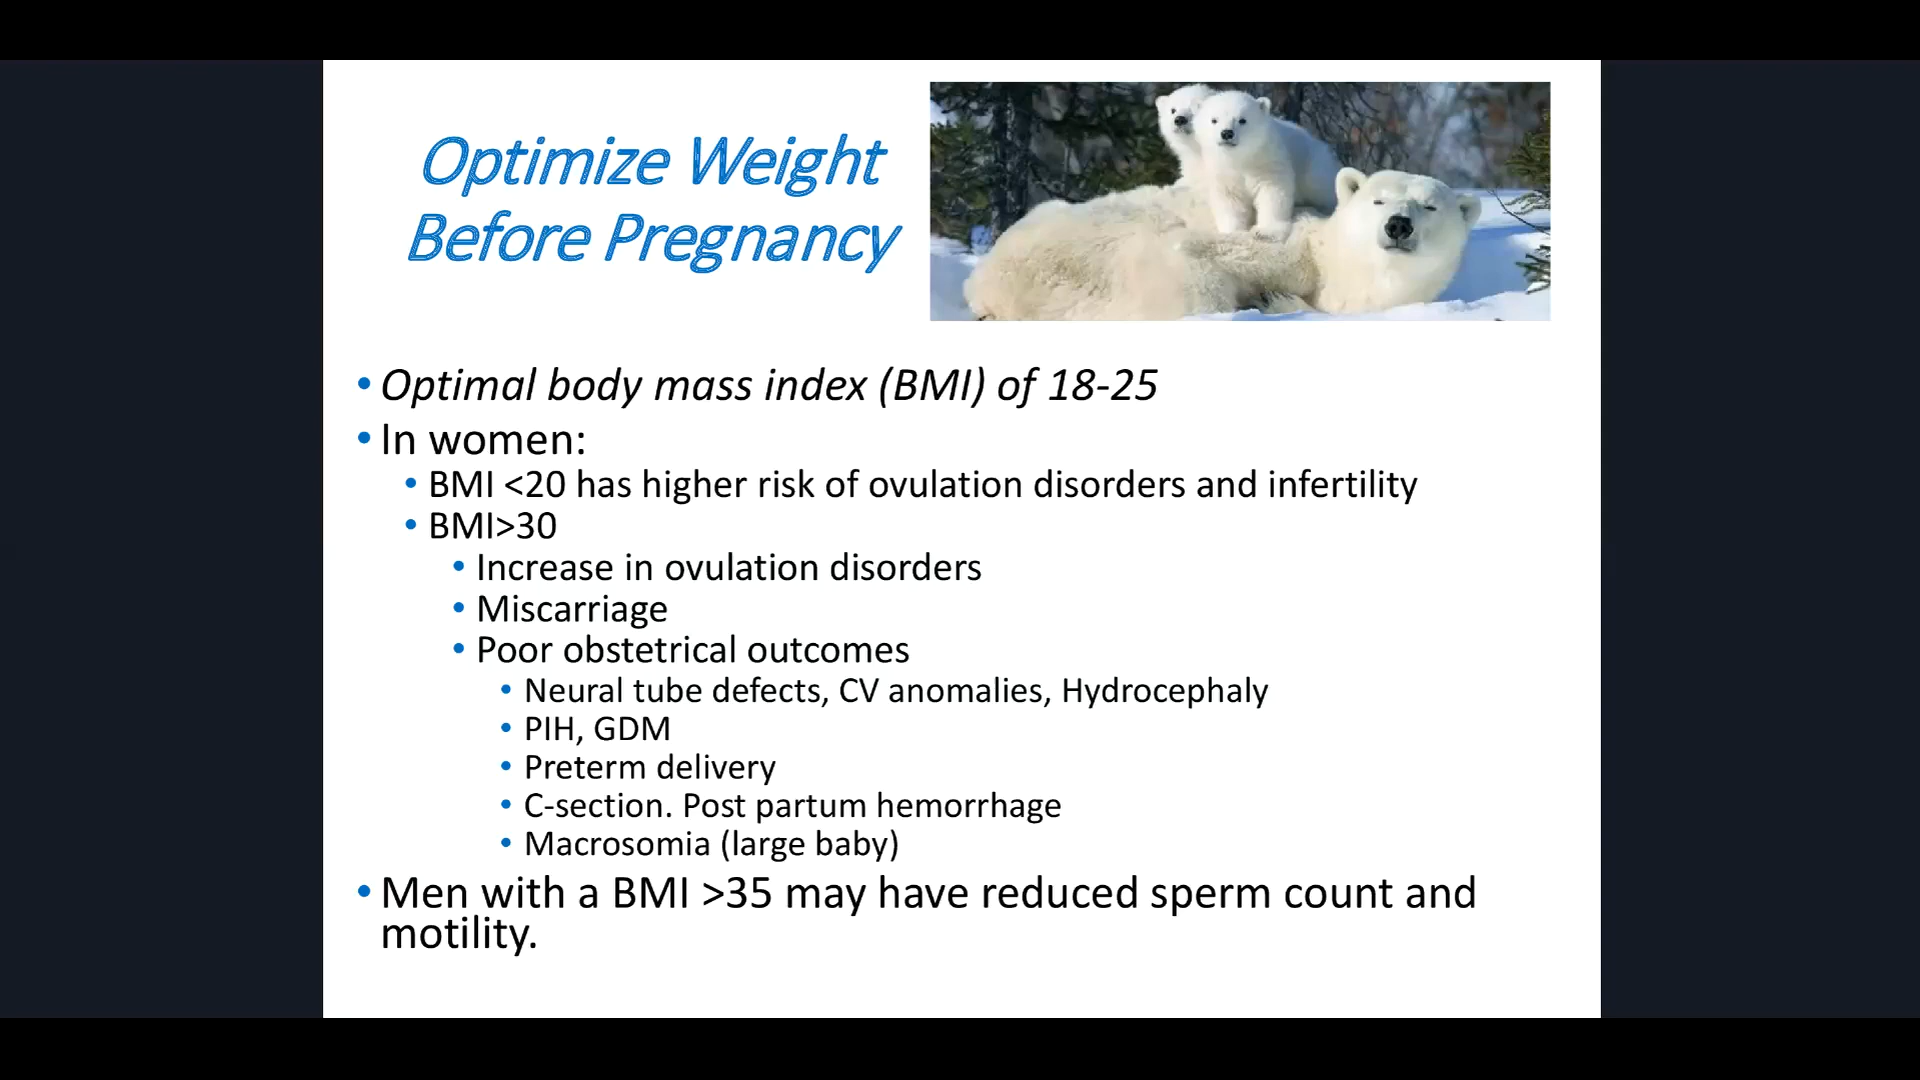 Optimize Weight
Before Pregnancy
• Optimal body mass index (BMI) of 18-25
• In women:
• BMI <20 has higher risk of ovulation disorders and infertility
• BMI>30
• Increase in ovulation disorders
• Miscarriage
• Poor obstetrical outcomes
• Neural tube defects, CV anomalies, Hydrocephaly
• PIH, GDM
• Preterm delivery
• C-section. Post partum hemorrhage
• Macrosomia (large baby)
• Men with a BMI >35 may have reduced sperm count and
motility.